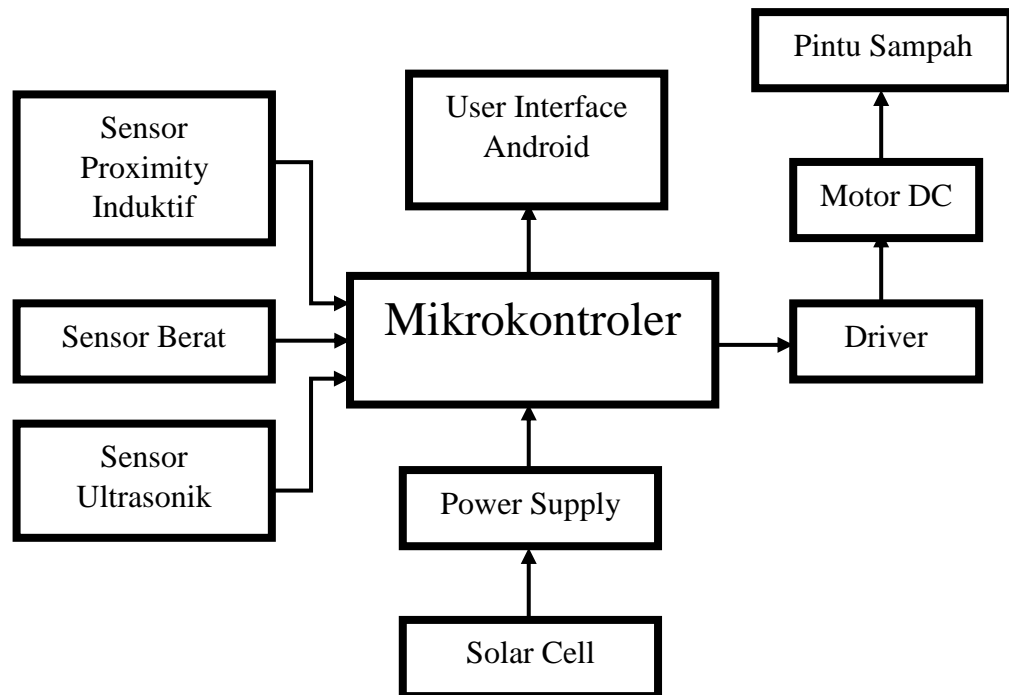 Pintu Sampah
Sensor
Proximity
Induktif
User Interface
Android
Motor DC
Mikrokontroler
Sensor Berat
Driver
Sensor
Ultrasonik
Power Supply
Solar Cell